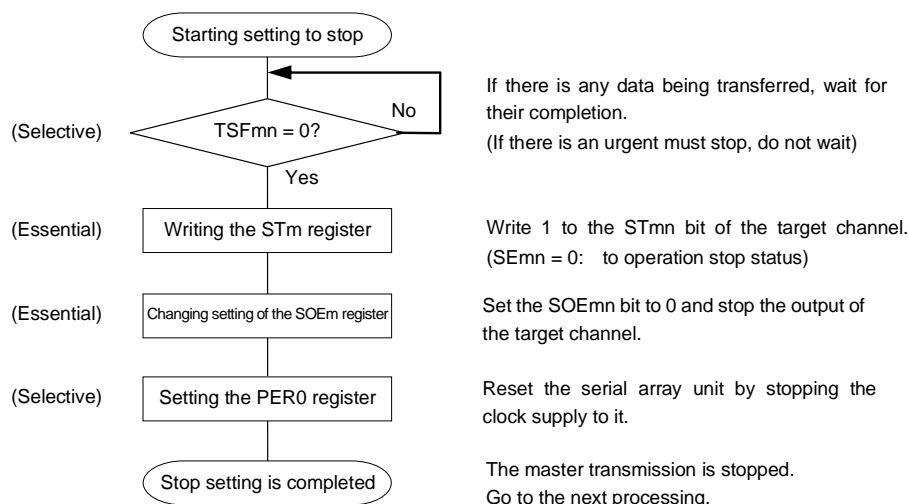 Starting setting to stop
If there is any data being transferred, wait for
No
their completion.
(Selective)
TSFmn = 0?
(If there is an urgent must stop, do not wait)
Yes
(Essential)
Writing the STm register
Write 1 to the STmn bit of the target channel.
(SEmn = 0: to operation stop status)
(Essential)
Changing setting of the SOEm register
Set the SOEmn bit to 0 and stop the output of
the target channel.
(Selective)
Setting the PER0 register
Reset the serial array unit by stopping the
clock supply to it.
Stop setting is completed
The master transmission is stopped.
Go to the next processing.